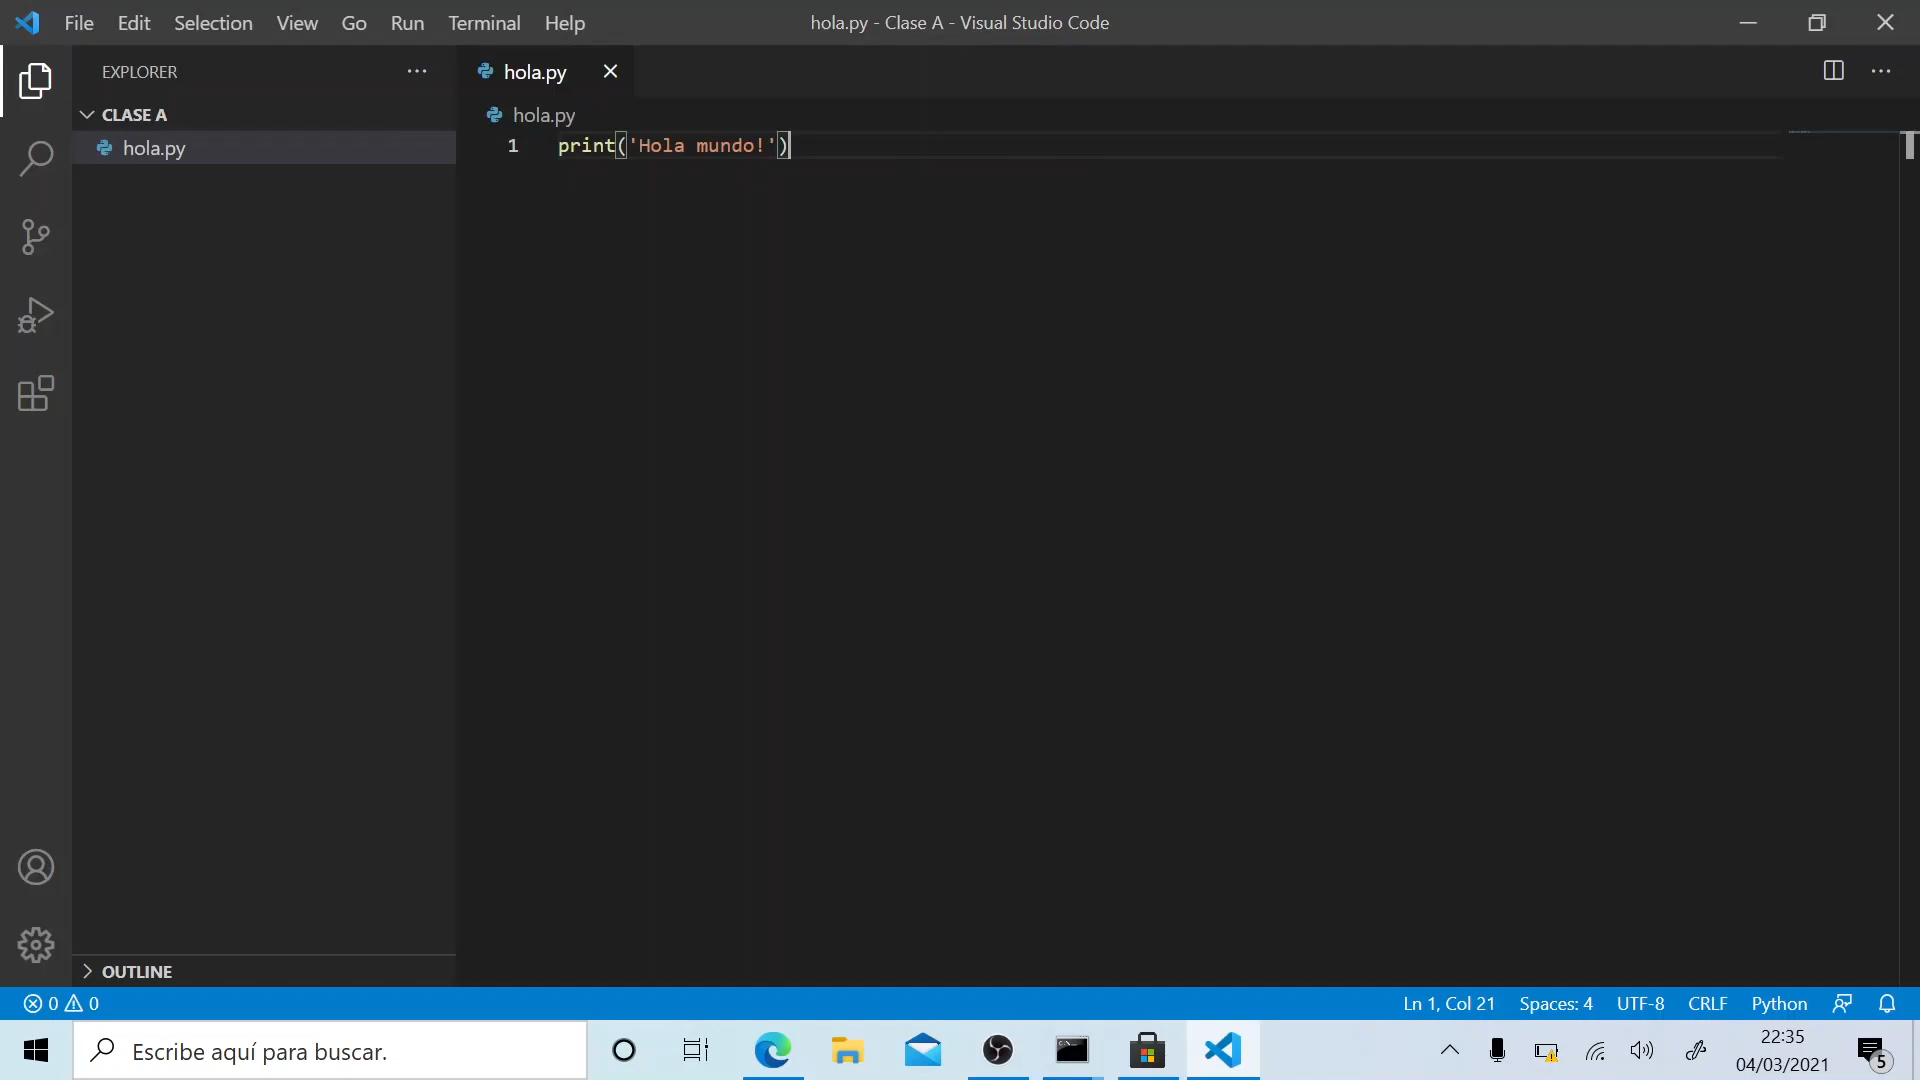 File Edit Selection View Go Run Terminal Help
hola.py - Clase A - Visual Studio Code
EXPLORER
hola.py
CLASE A
hola.py
hola.py
1 print('Hola mundo!')
OUTLINE
0 0
Ln 1, Col 21 Spaces: 4 UTF-8 CRLF Python
Escribe aquí para buscar.
22:35
04/03/2021
5